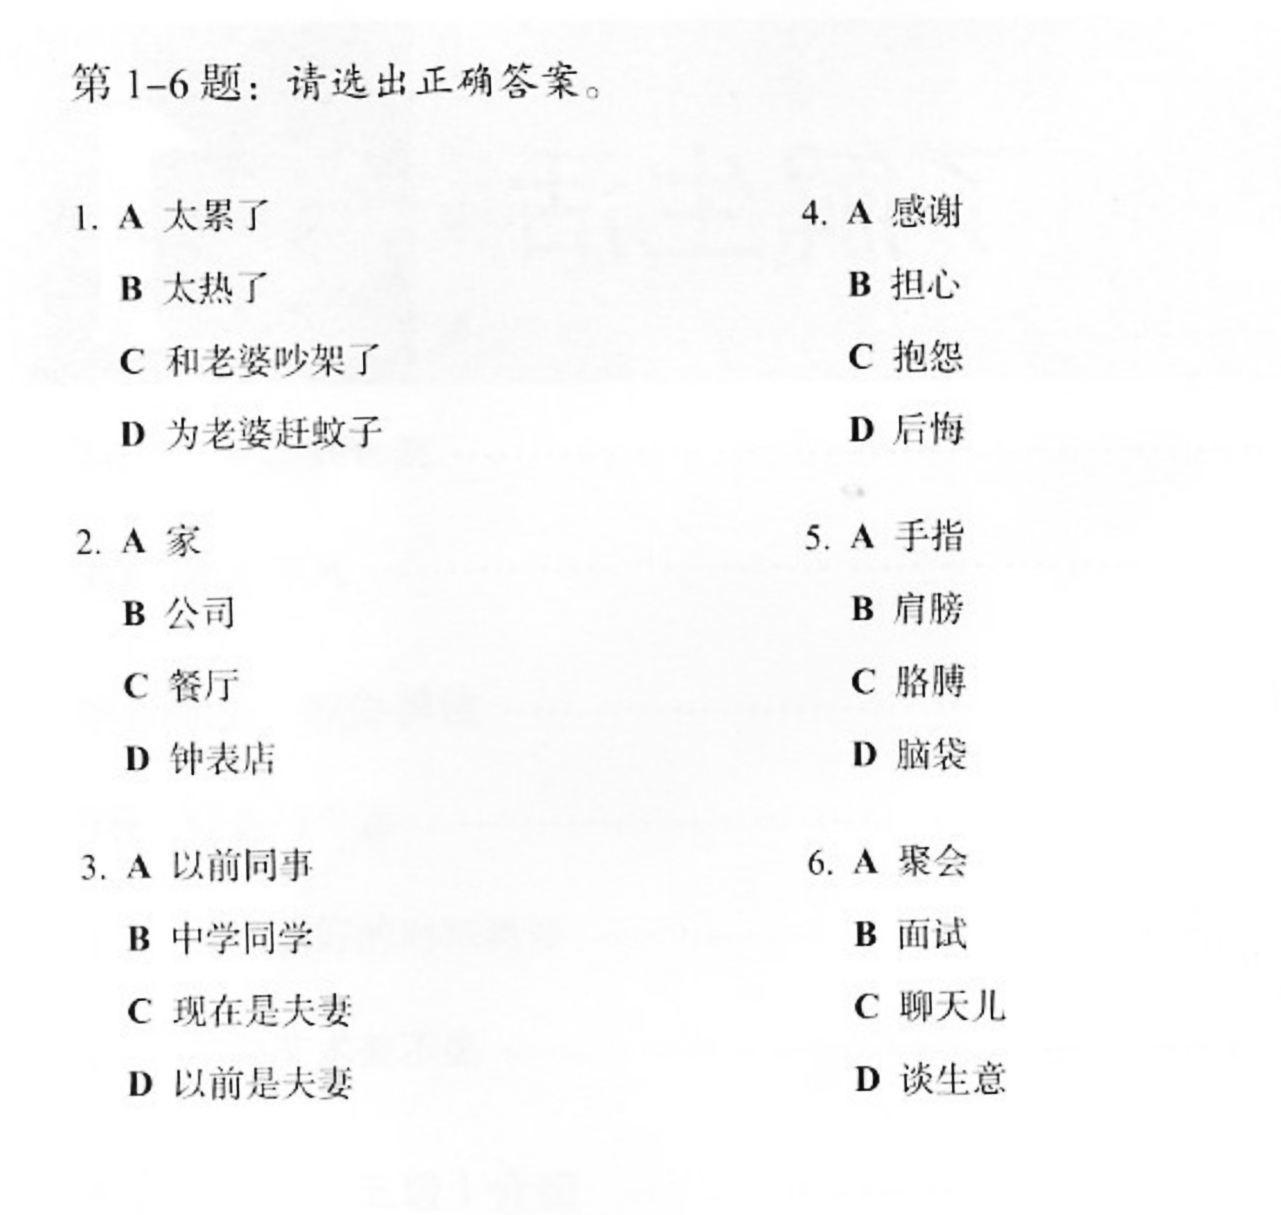 第 1-6 题：请选出正确答案。
1. A 太累了
B 太热了
C 和老婆吵架了
D 为老婆赶蚊子
2. A 家
B 公司
C 餐厅
D 钟表店
3. A 以前同事
B 中学同学
C 现在是夫妻
D 以前是夫妻
4. A 感谢
B 担心
C 抱怨
D 后悔
5. A 手指
B 肩膀
C 胳膊
D 脑袋
6. A 聚会
B 面试
C 聊天儿
D 谈生意